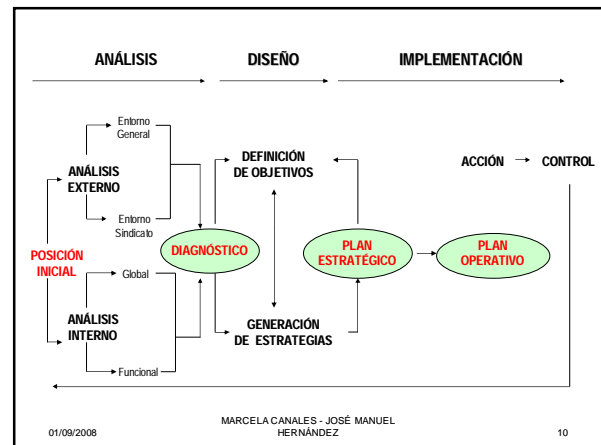 ANÁLISIS
DISEÑO
IMPLEMENTACIÓN
Entorno
General
ANÁLISIS
EXTERNO
Entorno
Sindicato
POSICIÓN
INICIAL
Global
ANÁLISIS
INTERNO
Funcional
DIAGNÓSTICO
DEFINICIÓN
DE OBJETIVOS
GENERACIÓN
DE ESTRATEGIAS
PLAN
ESTRATÉGICO
PLAN
OPERATIVO
ACCIÓN
CONTROL
01/09/2008
MARCELA CANALES - JOSÉ MANUEL
HERNÁNDEZ
10